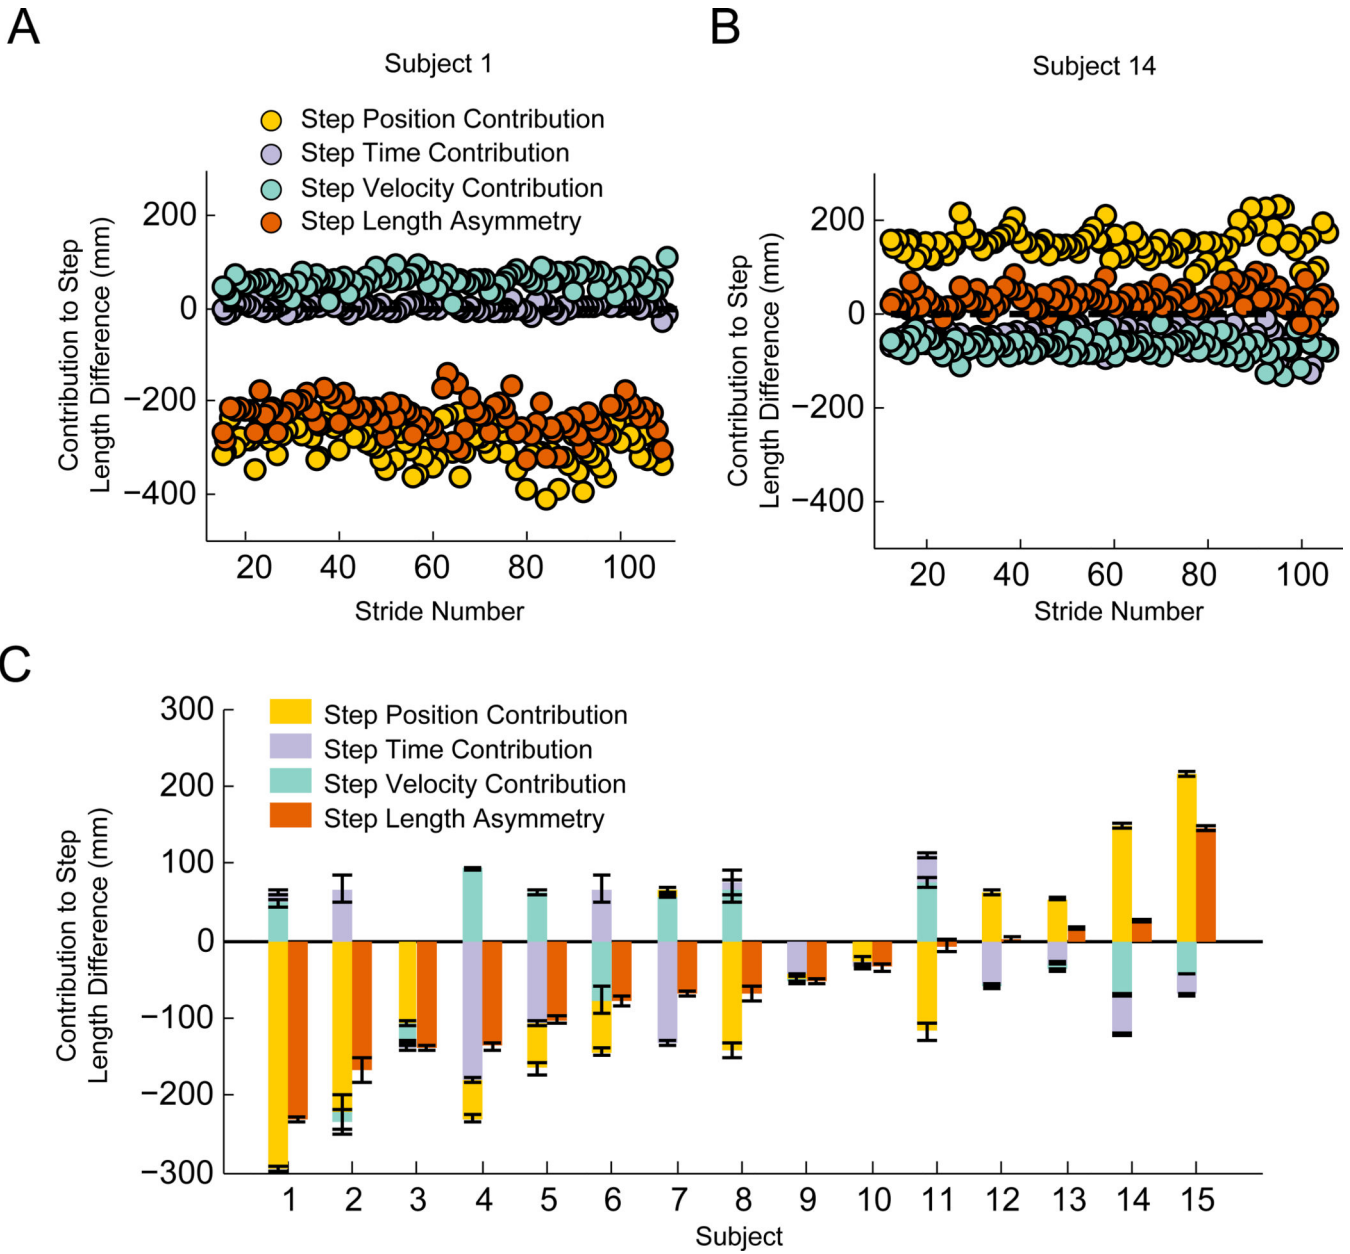 A
B
Subject 1
Subject 14
Step Position Contribution
Step Time Contribution
Step Velocity Contribution
Step Length Asymmetry
Contribution to Step
Length Difference (mm)
200
0
−200
−400
20 40 60 80 100
Stride Number
Contribution to Step
Length Difference (mm)
200
0
−200
−400
20 40 60 80 100
Stride Number
C
Step Position Contribution
Step Time Contribution
Step Velocity Contribution
Step Length Asymmetry
Contribution to Step
Length Difference (mm)
300
200
100
0
−100
−200
−300
1 2 3 4 5 6 7 8 9 10 11 12 13 14 15
Subject